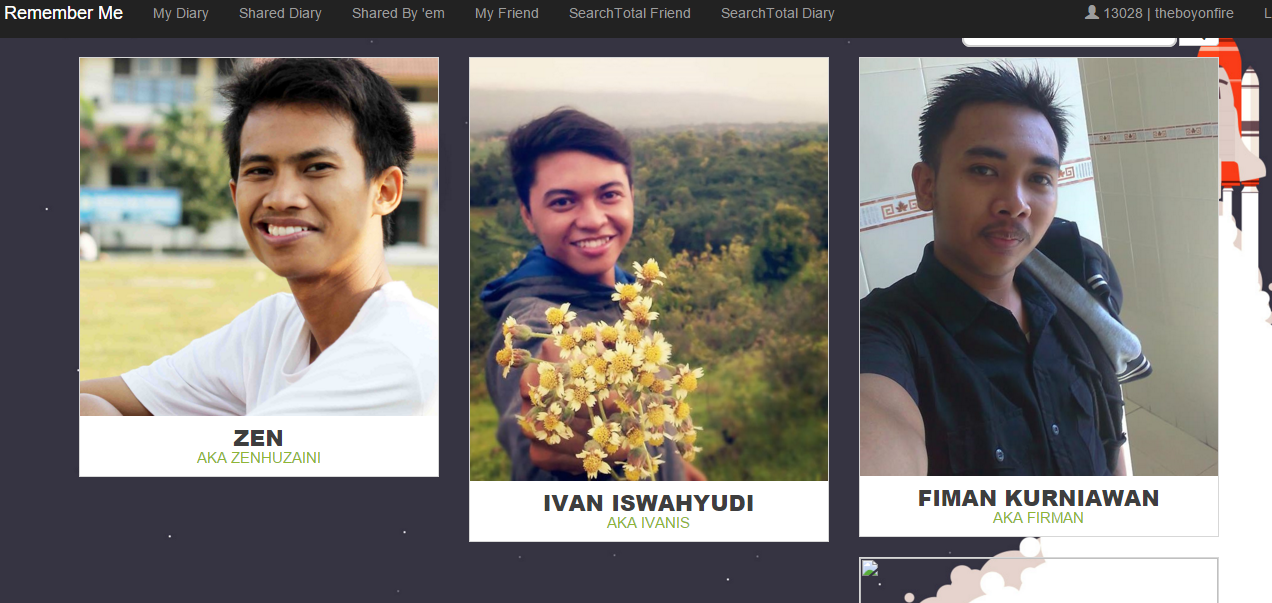 Remember Me
My Diary
Shared Diary
Shared By 'em
My Friend
SearchTotal Friend
SearchTotal Diary
13028 | theboyonfire
L
ZEN
AKA ZENHUZAINI
IVAN ISWAHYUDI
AKA IVANIS
FIMAN KURNIAWAN
AKA FIRMAN